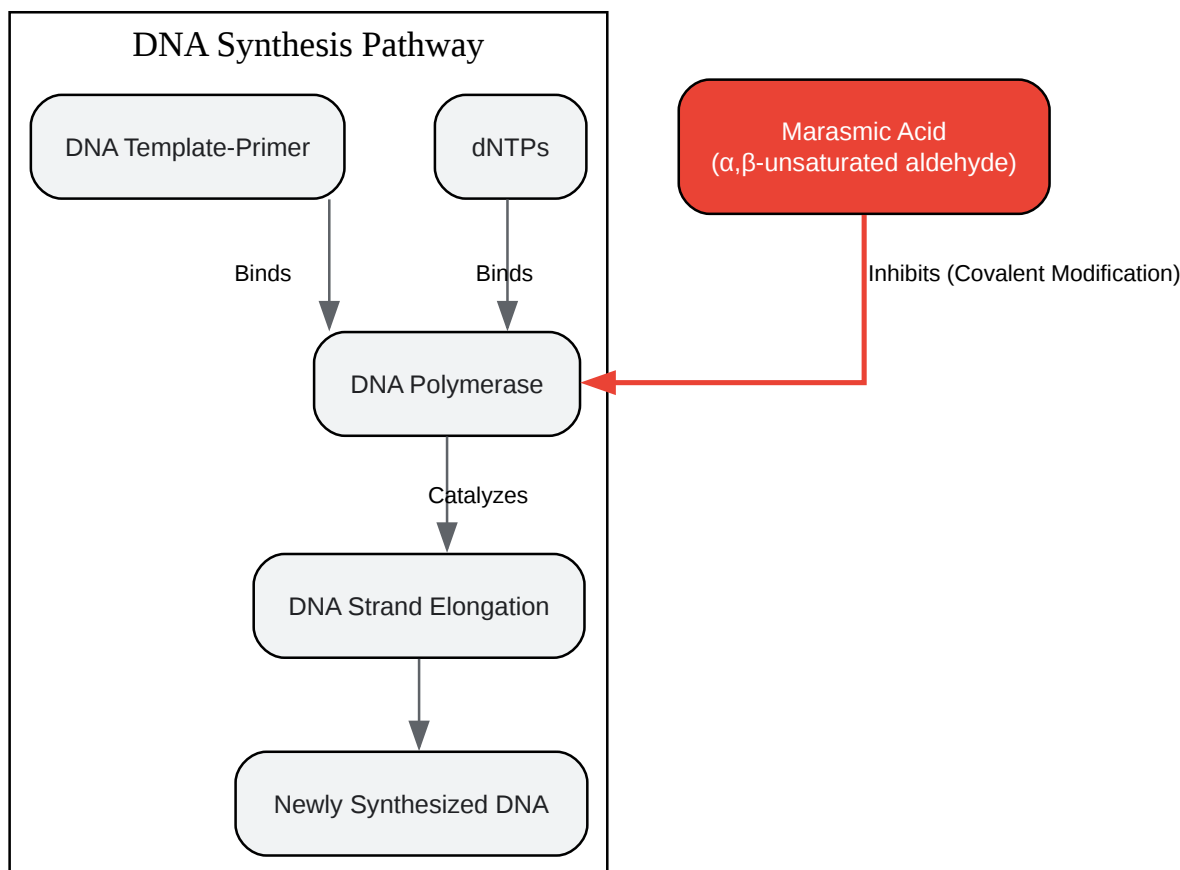 DNA Synthesis Pathway
DNA Template-Primer
dNTPs
Marasmic Acid
(α,β-unsaturated aldehyde)
Binds
Binds
Inhibits (Covalent Modification)
DNA Polymerase
Catalyzes
DNA Strand Elongation
Newly Synthesized DNA